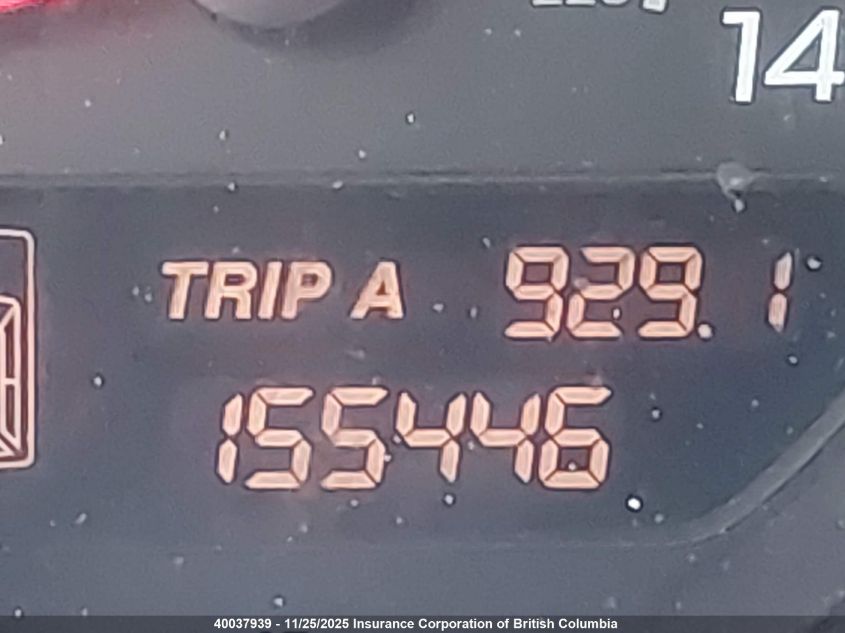 14
TRIP A 929.1
155446
40037939 - 11/25/2025 Insurance Corporation of British Columbia